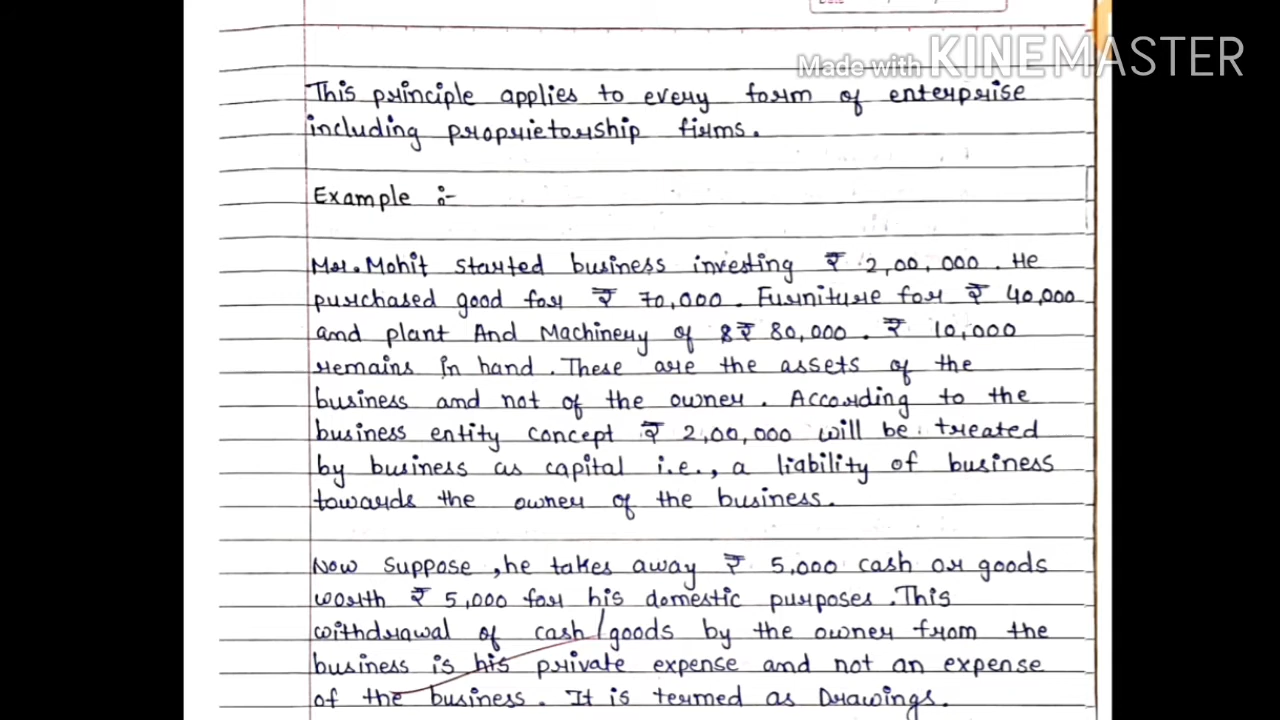 Made with KINEMASTER
This principle applies to every form of enterprise
including proprietorship firms.
Example :-
Mr. Mohit started business investing ₹ 2,00,000. He
purchased good for ₹ 70,000. Furniture for ₹ 40,000
and plant And Machinery of 8₹ 80,000. ₹ 10,000
remains in hand. These are the assets of the
business and not of the owner. According to the
business entity concept ₹ 2,00,000 will be treated
by business as capital i.e., a liability of business
towards the owner of the business.
Now suppose, he takes away ₹ 5,000 cash or goods
worth ₹ 5,000 for his domestic purposes. This
withdrawal of cash/goods by the owner from the
business is his private expense and not an expense
of the business. It is termed as Drawings.